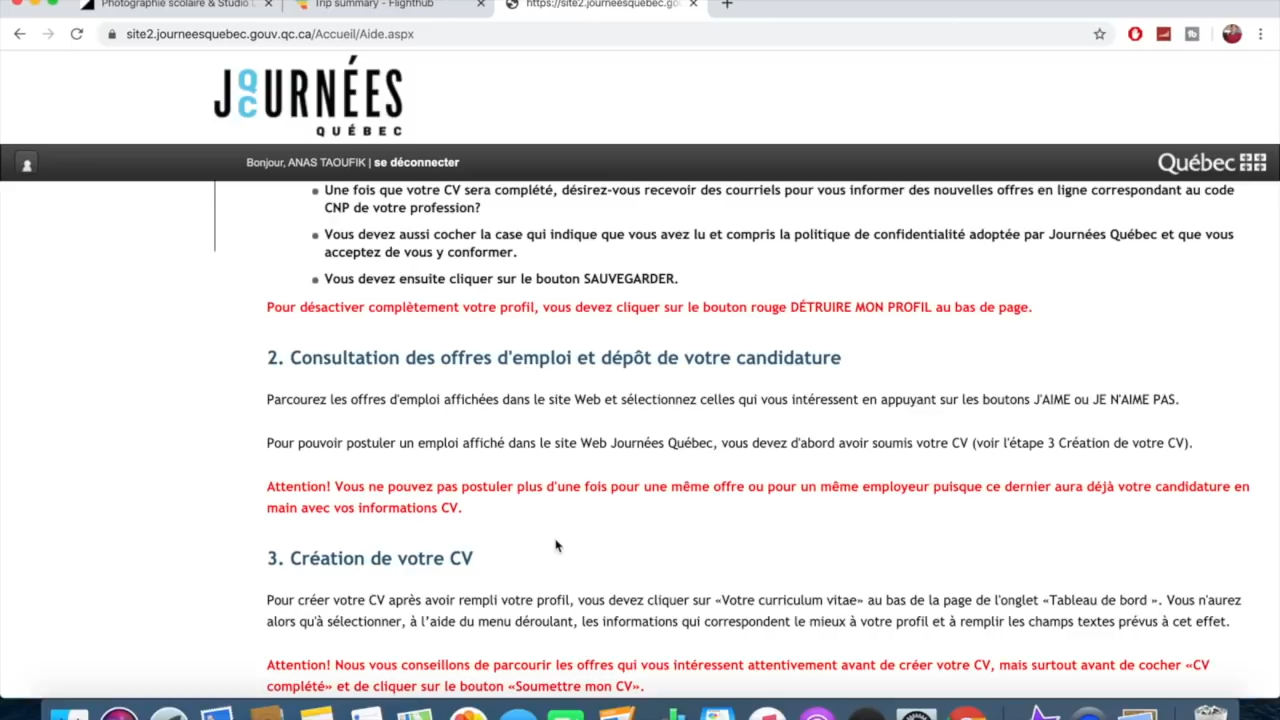 Photographie scolaire & Studio
Trip summary - Flighthub
https://site2.journeesquebec.go
site2.journeesquebec.gouv.qc.ca/Accueil/Aide.aspx
JOURNÉES
QC
QUÉBEC
Bonjour, ANAS TAOUFIK | se déconnecter
Québec
Une fois que votre CV sera complété, désirez-vous recevoir des courriels pour vous informer des nouvelles offres en ligne correspondant au code
CNP de votre profession?
Vous devez aussi cocher la case qui indique que vous avez lu et compris la politique de confidentialité adoptée par Journées Québec et que vous
acceptez de vous y conformer.
Vous devez ensuite cliquer sur le bouton SAUVEGARDER.
Pour désactiver complètement votre profil, vous devez cliquer sur le bouton rouge DÉTRUIRE MON PROFIL au bas de page.
2. Consultation des offres d'emploi et dépôt de votre candidature
Parcourez les offres d'emploi affichées dans le site Web et sélectionnez celles qui vous intéressent en appuyant sur les boutons J'AIME ou JE N'AIME PAS.
Pour pouvoir postuler un emploi affiché dans le site Web Journées Québec, vous devez d'abord avoir soumis votre CV (voir l'étape 3 Création de votre CV).
Attention! Vous ne pouvez pas postuler plus d'une fois pour une même offre ou pour un même employeur puisque ce dernier aura déjà votre candidature en
main avec vos informations CV.
3. Création de votre CV
Pour créer votre CV après avoir rempli votre profil, vous devez cliquer sur «Votre curriculum vitae» au bas de la page de l'onglet «Tableau de bord ». Vous n'aurez
alors qu'à sélectionner, à l'aide du menu déroulant, les informations qui correspondent le mieux à votre profil et à remplir les champs textes prévus à cet effet.
Attention! Nous vous conseillons de parcourir les offres qui vous intéressent attentivement avant de créer votre CV, mais surtout avant de cocher «CV
complété» et de cliquer sur le bouton «Soumettre mon CV».